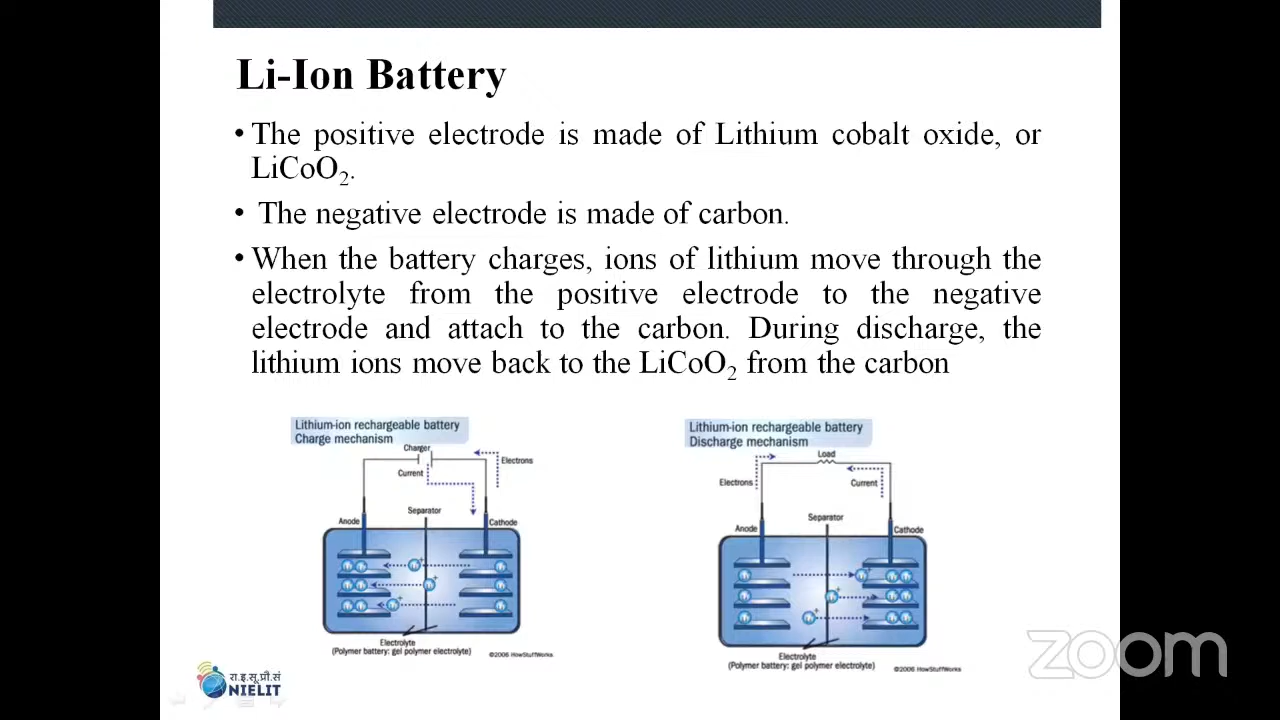 Li-Ion Battery
• The positive electrode is made of Lithium cobalt oxide, or
LiCoO2.
• The negative electrode is made of carbon.
• When the battery charges, ions of lithium move through the
electrolyte from the positive electrode to the negative
electrode and attach to the carbon. During discharge, the
lithium ions move back to the LiCoO2 from the carbon
Lithium-ion rechargeable battery
Charge mechanism
Charger
Electrons
Current
Separator
Anode
Cathode
Electrolyte
(Polymer battery: gel polymer electrolyte)
©2006 HowStuffWorks
Lithium-ion rechargeable battery
Discharge mechanism
Load
Electrons
Current
Separator
Anode
Cathode
Electrolyte
(Polymer battery: gel polymer electrolyte)
©2006 HowStuffWorks
रा.इ.सू.प्रौ.सं
NIELIT
zoom